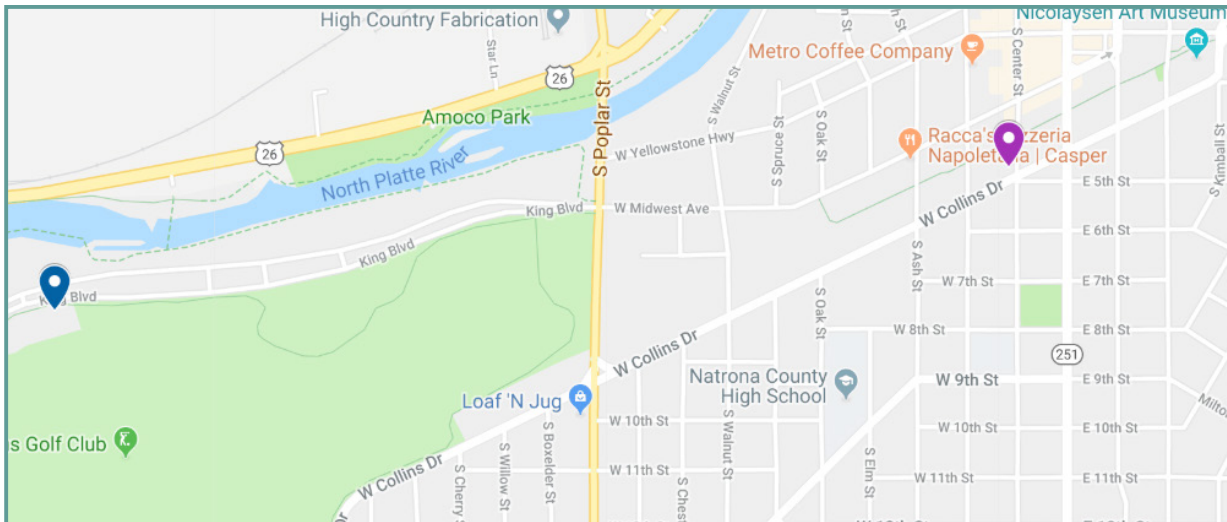 High Country Fabrication
Nicolaysen Art Museum
Star Ln
26
S Center St
Metro Coffee Company
S Walnut St
Amoco Park
S Poplar St
W Yellowstone Hwy
S Spruce St
S Oak St
26
North Platte River
Racca's
Napoletana | Casper
E 5th St
S Kimball St
W Collins Dr
King Blvd
W Midwest Ave
E 6th St
King Blvd
S Ash St
W 7th St
E 7th St
King Blvd
S Oak St
W 8th St
E 8th St
W Collins Dr
251
Natrona County
High School
W 9th St
E 9th St
Loaf 'N Jug
W 10th St
S Walnut St
W 10th St
E 10th St
s Golf Club
S Boxelder St
S Willow St
S Cherry St
W Collins Dr
W 11th St
S Elm St
W 11th St
E 11th St
Dr